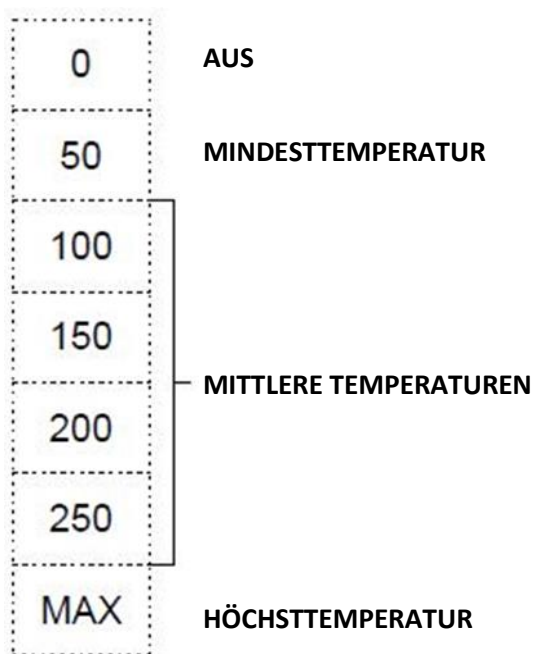 0 AUS
50 MINDESTTEMPERATUR
100
150
MITTLERE TEMPERATUREN
200
250
MAX HÖCHSTTEMPERATUR